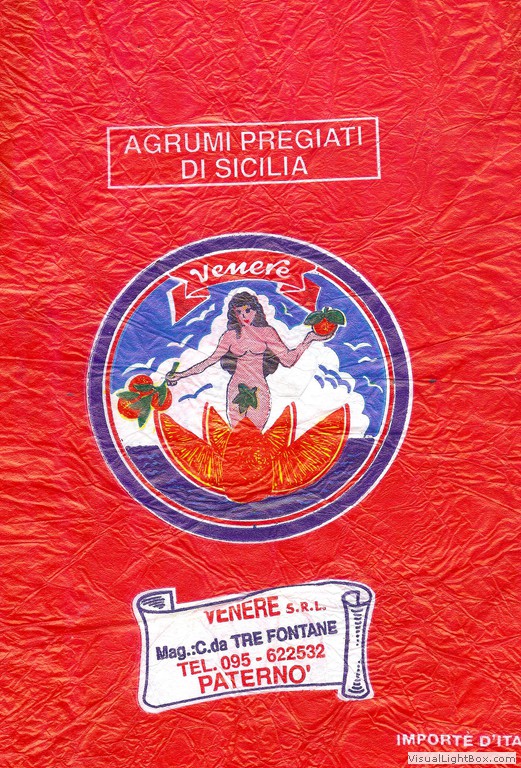 AGRUMI PREGIATI
DI SICILIA
Venere
VENERE S.R.L.
Mag.:C.da TRE FONTANE
TEL. 095 - 622532
PATERNO'
IMPORTE D'ITA
VisualLightBox.com